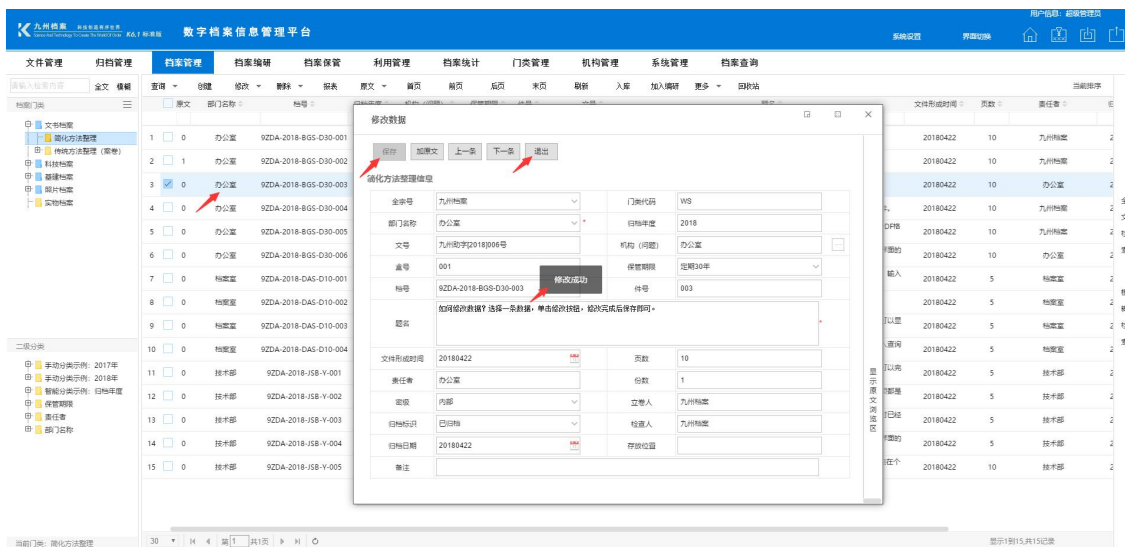 用户信息: 超级管理员
九州档案 K6.1 标准版 数字档案信息管理平台 系统设置 界面切换
文件管理 归档管理 档案管理 档案编研 档案保管 利用管理 档案统计 门类管理 机构管理 系统管理 档案查询
请输入检索内容 全文 模糊 查询 创建 修改 删除 报表 原文 首页 前页 后页 末页 刷新 入库 加入编研 更多 回收站 当前排序
档案门类 原文 部门名称 档号 文件形成时间 页数 责任者
文书档案
简化方法整理
传统方法整理(案卷)
科技档案
基建档案
照片档案
实物档案
1 0 办公室 9ZDA-2018-BGS-D30-001 20180422 10 九州档案
2 1 办公室 9ZDA-2018-BGS-D30-002 20180422 10 九州档案
3 0 办公室 9ZDA-2018-BGS-D30-003 20180422 10 办公室
4 0 办公室 9ZDA-2018-BGS-D30-004 20180422 10 九州档案
5 0 办公室 9ZDA-2018-BGS-D30-005 20180422 10 九州档案
6 0 办公室 9ZDA-2018-BGS-D30-006 20180422 10 办公室
7 0 档案室 9ZDA-2018-DAS-D10-001 输入 20180422 5 档案室
8 0 档案室 9ZDA-2018-DAS-D10-002 20180422 5 档案室
9 0 档案室 9ZDA-2018-DAS-D10-003 20180422 5 档案室
10 0 档案室 9ZDA-2018-DAS-D10-004 20180422 5 档案室
11 0 技术部 9ZDA-2018-JSB-Y-001 20180422 5 技术部
12 0 技术部 9ZDA-2018-JSB-Y-002 20180422 5 技术部
13 0 技术部 9ZDA-2018-JSB-Y-003 20180422 5 技术部
14 0 技术部 9ZDA-2018-JSB-Y-004 20180422 5 技术部
15 0 技术部 9ZDA-2018-JSB-Y-005 20180422 10 技术部
二级分类
手动分类示例: 2017年
手动分类示例: 2018年
智能分类示例: 归档年度
保管期限
责任者
部门名称
修改数据
保存 加原文 上一条 下一条 退出
简化方法整理信息
全宗号 九州档案 门类代码 WS
部门名称 办公室 * 归档年度 2018
文号 九州助字[2018]006号 机构(问题) 办公室
盒号 001 保管期限 定期30年
修改成功
档号 9ZDA-2018-BGS-D30-003 件号 003
题名 如何修改数据?选择一条数据,单击修改按钮,修改完成后保存即可。 *
文件形成时间 20180422 页数 10
责任者 办公室 份数 1
密级 内部 立卷人 九州档案
归档标识 已归档 检查人 九州档案
归档日期 20180422 存放位置
备注
显示原文浏览区
当前门类: 简化方法整理 30 第 1 共1页 显示1到15,共15记录